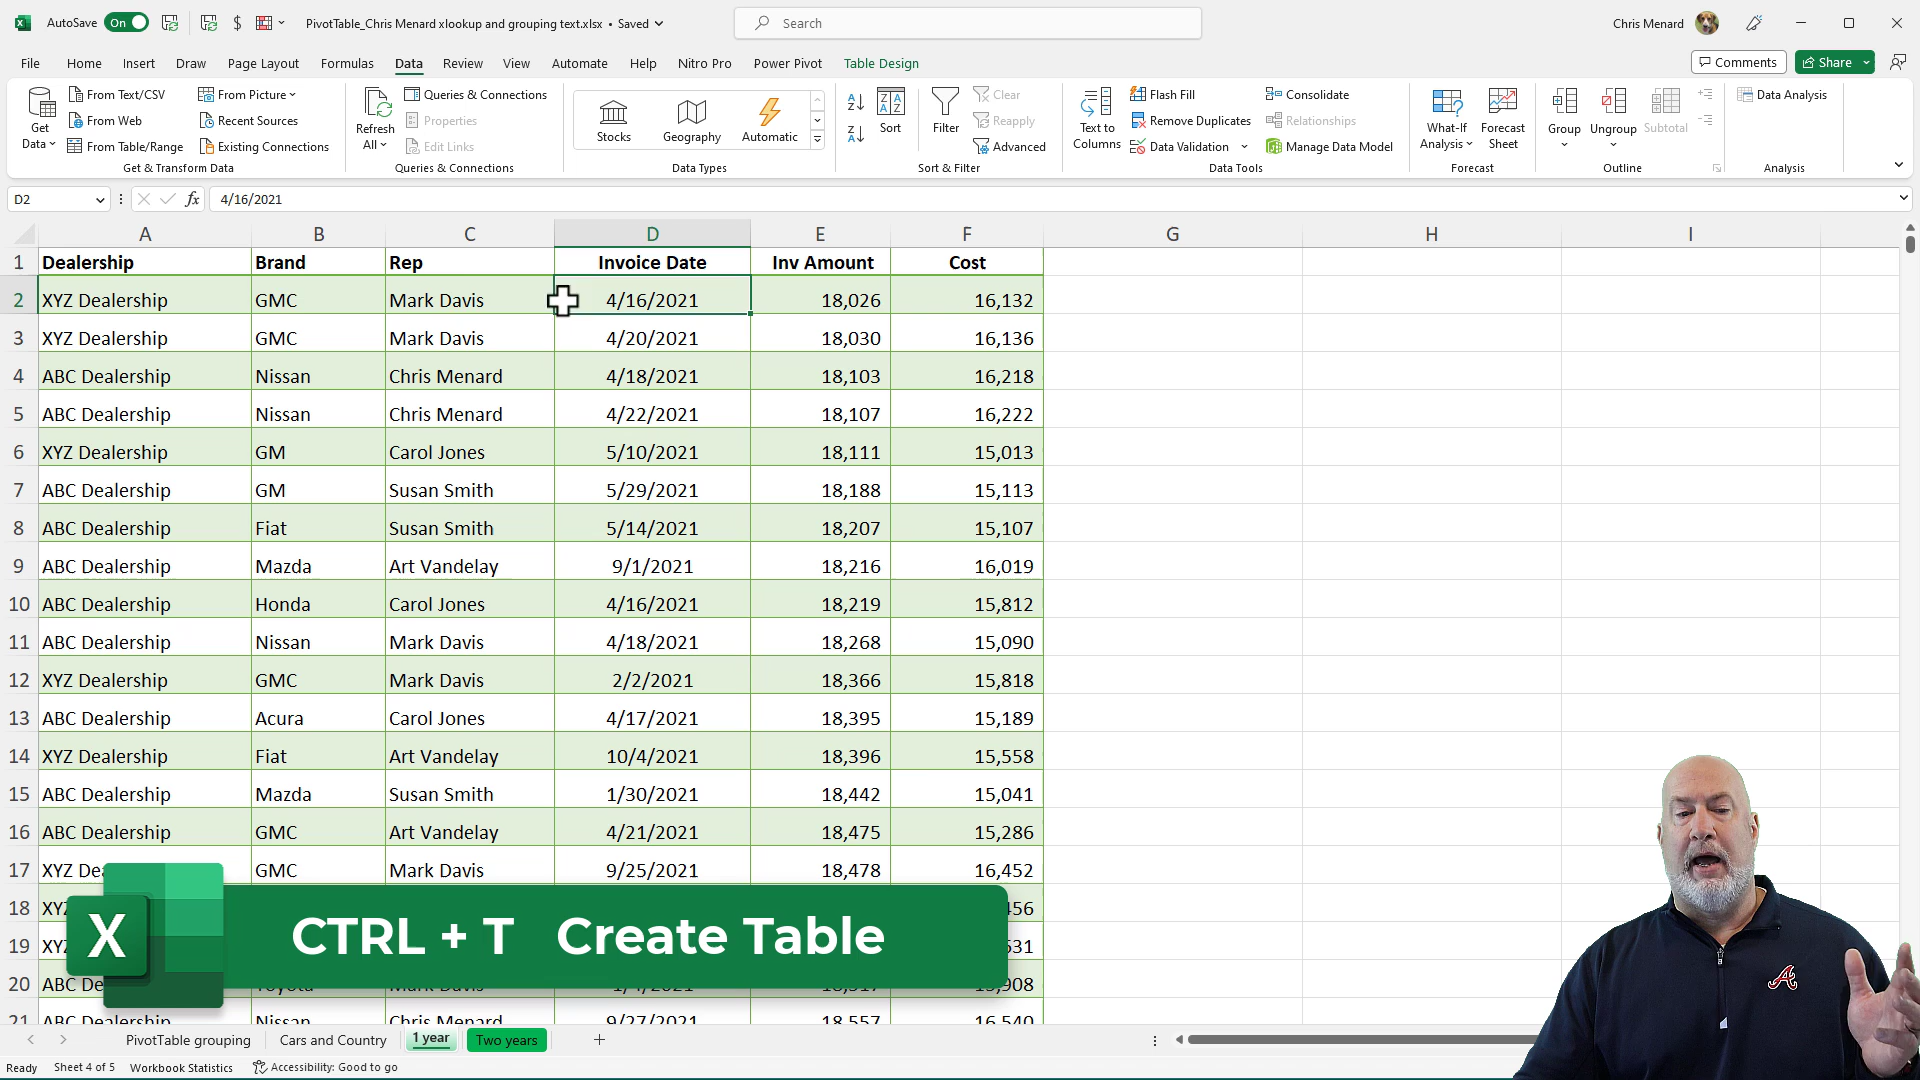 AutoSave On $ PivotTable_Chris Menard xlookup and grouping text.xlsx • Saved Search Chris Menard
File Home Insert Draw Page Layout Formulas Data Review View Automate Help Nitro Pro Power Pivot Table Design Comments Share
Get Data
From Text/CSV
From Web
From Table/Range
From Picture
Recent Sources
Existing Connections
Get & Transform Data
Refresh All
Queries & Connections
Properties
Edit Links
Queries & Connections
Stocks
Geography
Automatic
Data Types
Sort
Filter
Clear
Reapply
Advanced
Sort & Filter
Text to Columns
Flash Fill
Remove Duplicates
Data Validation
Consolidate
Relationships
Manage Data Model
Data Tools
What-If Analysis
Forecast Sheet
Forecast
Group
Ungroup
Subtotal
Outline
Data Analysis
Analysis
D2 fx 4/16/2021
A B C D E F G H I
1 Dealership Brand Rep Invoice Date Inv Amount Cost
2 XYZ Dealership GMC Mark Davis 4/16/2021 18,026 16,132
3 XYZ Dealership GMC Mark Davis 4/20/2021 18,030 16,136
4 ABC Dealership Nissan Chris Menard 4/18/2021 18,103 16,218
5 ABC Dealership Nissan Chris Menard 4/22/2021 18,107 16,222
6 XYZ Dealership GM Carol Jones 5/10/2021 18,111 15,013
7 ABC Dealership GM Susan Smith 5/29/2021 18,188 15,113
8 ABC Dealership Fiat Susan Smith 5/14/2021 18,207 15,107
9 ABC Dealership Mazda Art Vandelay 9/1/2021 18,216 16,019
10 ABC Dealership Honda Carol Jones 4/16/2021 18,219 15,812
11 ABC Dealership Nissan Mark Davis 4/18/2021 18,268 15,090
12 XYZ Dealership GMC Mark Davis 2/2/2021 18,366 15,818
13 ABC Dealership Acura Carol Jones 4/17/2021 18,395 15,189
14 XYZ Dealership Fiat Art Vandelay 10/4/2021 18,396 15,558
15 ABC Dealership Mazda Susan Smith 1/30/2021 18,442 15,041
16 ABC Dealership GMC Art Vandelay 4/21/2021 18,475 15,286
17 XYZ GMC Mark Davis 9/25/2021 18,478 16,452
18
19
20 ABC
21 ABC Dealership Nissan Chris Menard 9/27/2021 18,557 16,540
X CTRL + T Create Table
PivotTable grouping Cars and Country 1 year Two years +
Ready Sheet 4 of 5 Workbook Statistics Accessibility: Good to go